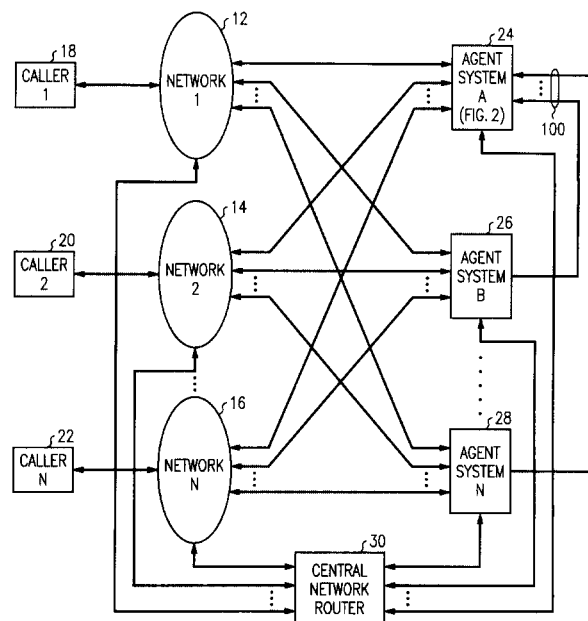 12
18
CALLER
1
NETWORK
1
24
AGENT
SYSTEM
A
(FIG. 2)
100
14
20
CALLER
2
NETWORK
2
26
AGENT
SYSTEM
B
16
22
CALLER
N
NETWORK
N
28
AGENT
SYSTEM
N
30
CENTRAL
NETWORK
ROUTER